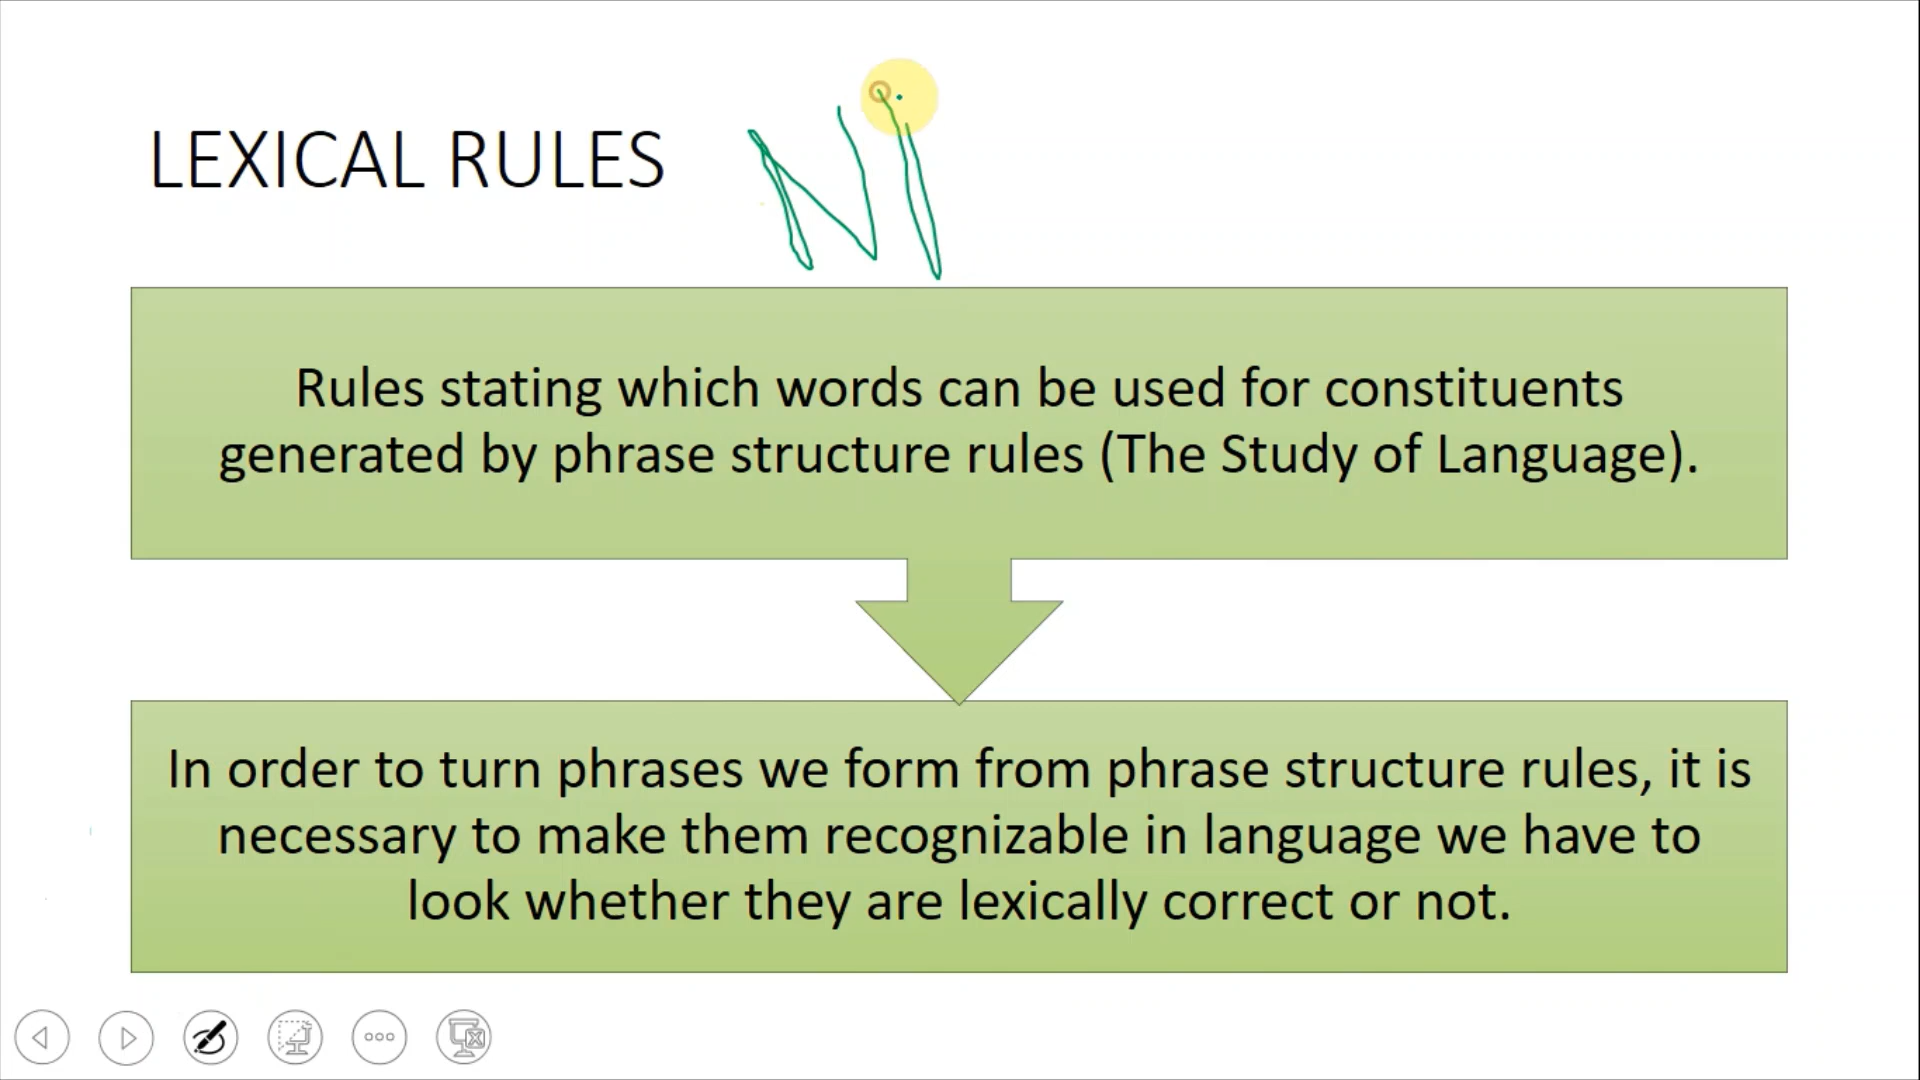 LEXICAL RULES
Rules stating which words can be used for constituents
generated by phrase structure rules (The Study of Language).
In order to turn phrases we form from phrase structure rules, it is
necessary to make them recognizable in language we have to
look whether they are lexically correct or not.